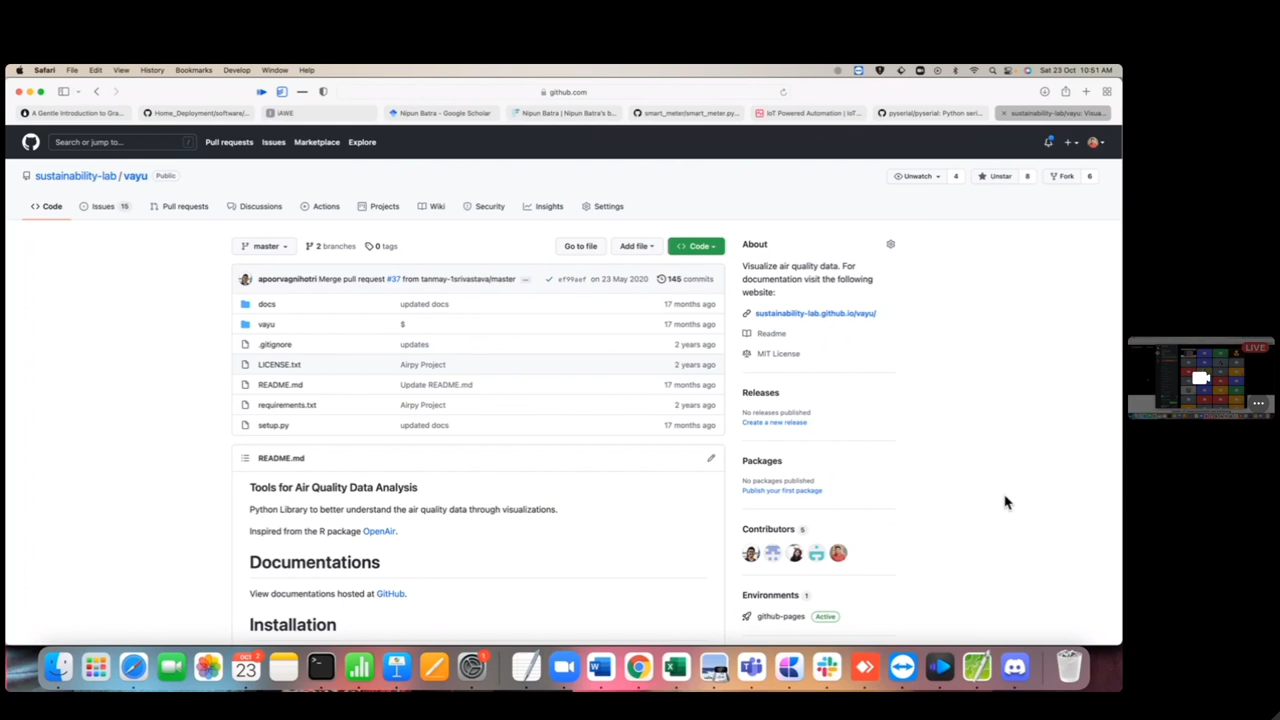 Safari File Edit View History Bookmarks Develop Window Help Sat 23 Oct 10:51 AM
github.com
A Gentle Introduction to Gra... Home_Deployment/software/... iAWE Nipun Batra - Google Scholar Nipun Batra | Nipun Batra's b... smart_meter/smart_meter.py... IoT Powered Automation | IoT... pyserial/pyserial: Python seri... sustainability-lab/vayu: Visua...
Search or jump to... / Pull requests Issues Marketplace Explore
sustainability-lab / vayu Public Unwatch 4 Unstar 8 Fork 6
Code Issues 15 Pull requests Discussions Actions Projects Wiki Security Insights Settings
master 2 branches 0 tags Go to file Add file Code
apoorvagnihotri Merge pull request #37 from tanmay-1srivastava/master ... ef99aef on 23 May 2020 145 commits
docs updated docs 17 months ago
vayu $ 17 months ago
.gitignore updates 2 years ago
LICENSE.txt Airpy Project 2 years ago
README.md Update README.md 17 months ago
requirements.txt Airpy Project 2 years ago
setup.py updated docs 17 months ago
README.md
Tools for Air Quality Data Analysis
Python Library to better understand the air quality data through visualizations.
Inspired from the R package OpenAir.
Documentations
View documentations hosted at GitHub.
Installation
About
Visualize air quality data. For
documentation visit the following
website:
sustainability-lab.github.io/vayu/
Readme
MIT License
Releases
No releases published
Create a new release
Packages
No packages published
Publish your first package
Contributors 5
Environments 1
github-pages Active
LIVE
OCT 2
23 1